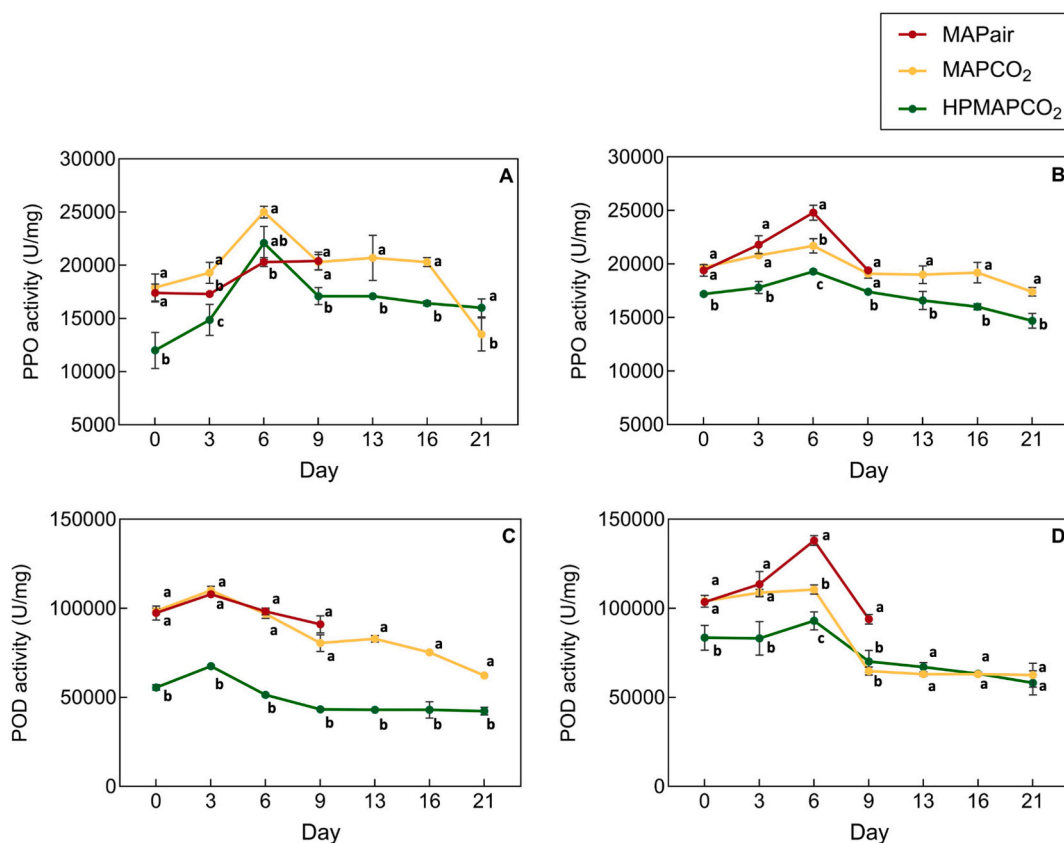 MAPair
MAPCO₂
HPMAPCO₂
A
30000
25000
20000
15000
10000
5000
PPO activity (U/mg)
a
a
b
a
b
c
a
ab
b
a
a
b
a
b
a
b
a
b
0 3 6 9 13 16 21
Day
B
30000
25000
20000
15000
10000
5000
PPO activity (U/mg)
a
a
b
a
a
b
a
b
c
a
a
b
a
b
a
b
a
b
0 3 6 9 13 16 21
Day
C
150000
100000
50000
0
POD activity (U/mg)
a
a
b
a
a
b
a
a
b
a
a
b
a
b
a
b
a
b
0 3 6 9 13 16 21
Day
D
150000
100000
50000
0
POD activity (U/mg)
a
a
b
a
a
b
a
b
c
a
b
b
a
a
a
a
a
a
0 3 6 9 13 16 21
Day